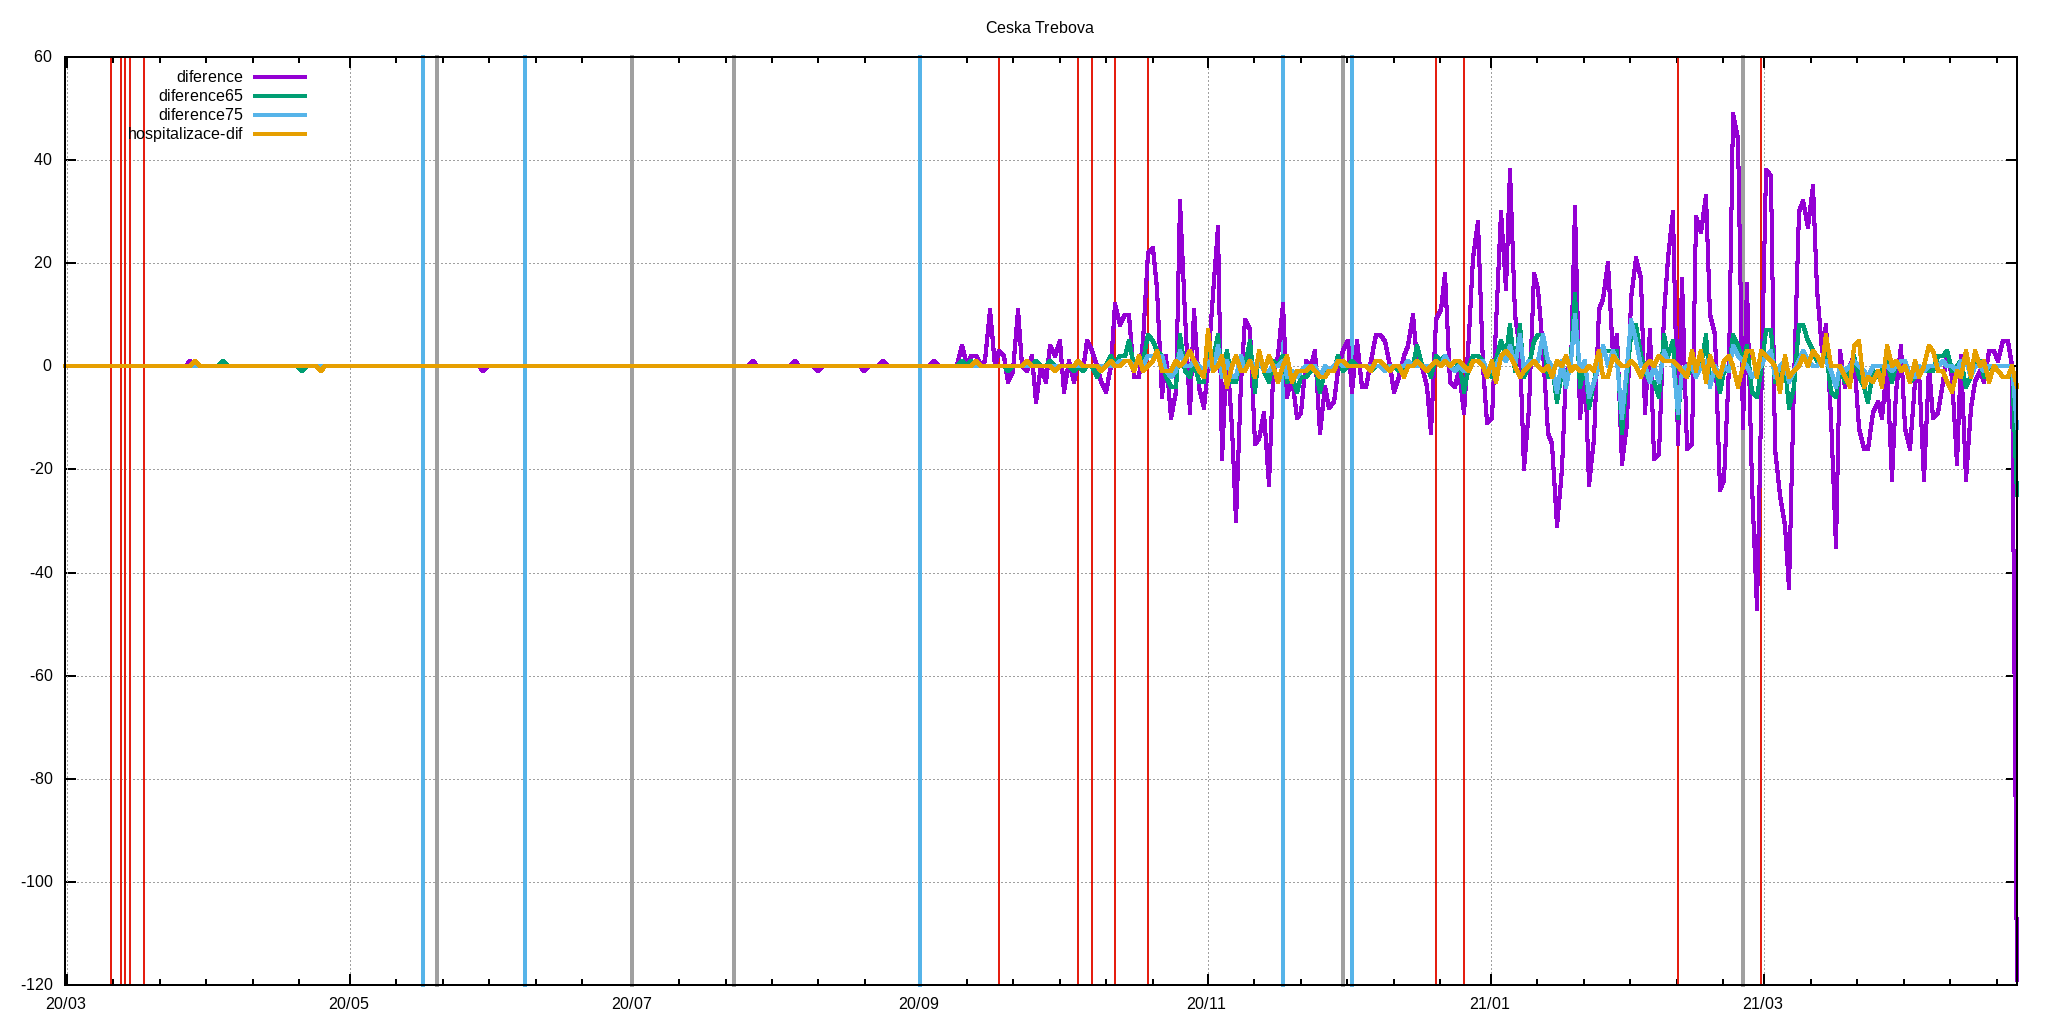 Ceska Trebova
60
40
20
0
-20
-40
-60
-80
-100
-120
diference
diference65
diference75
hospitalizace-dif
20/03 20/05 20/07 20/09 20/11 21/01 21/03